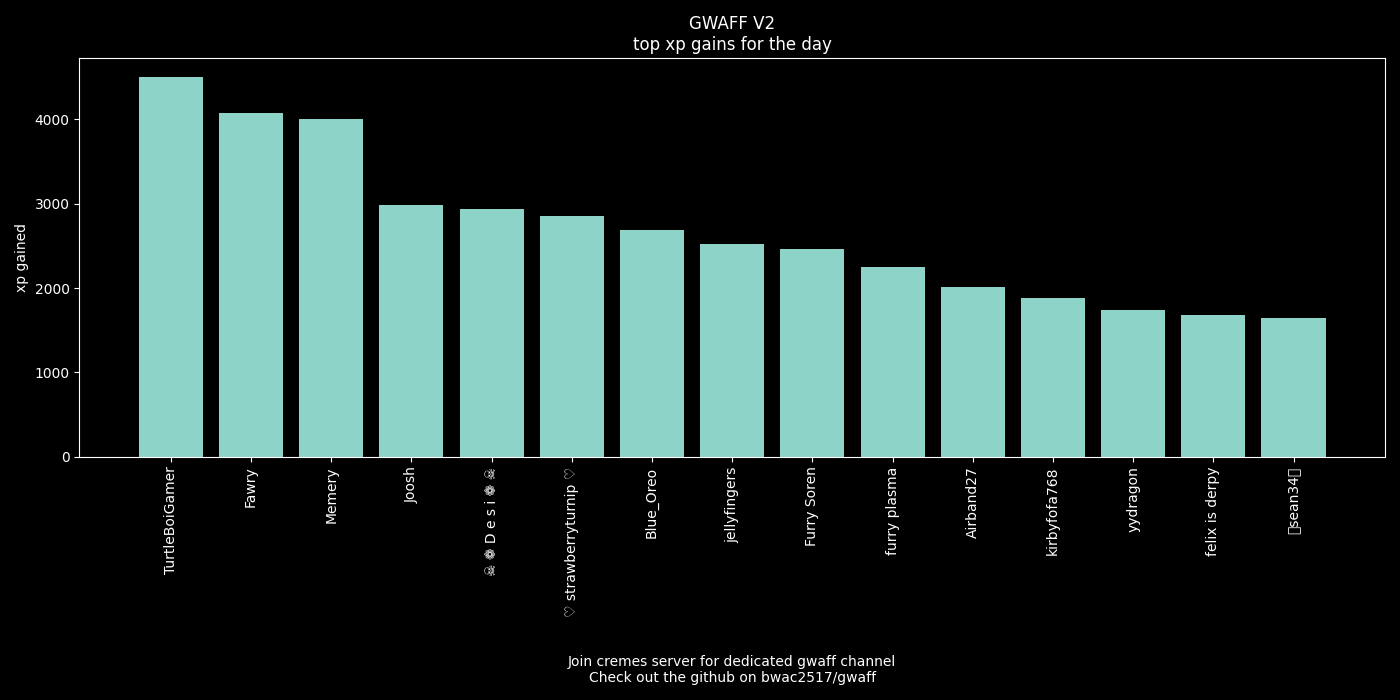 GWAFF V2
top xp gains for the day
xp gained
4000
3000
2000
1000
0
TurtleBoiGamer
Fawry
Memery
Joosh
☠ ❁ D e s i ❁ ☠
♡ strawberryturnip ♡
Blue_Oreo
jellyfingers
Furry Soren
furry plasma
Airband27
kirbyfofa768
yydragon
felix is derpy
▯sean34▯
Join cremes server for dedicated gwaff channel
Check out the github on bwac2517/gwaff